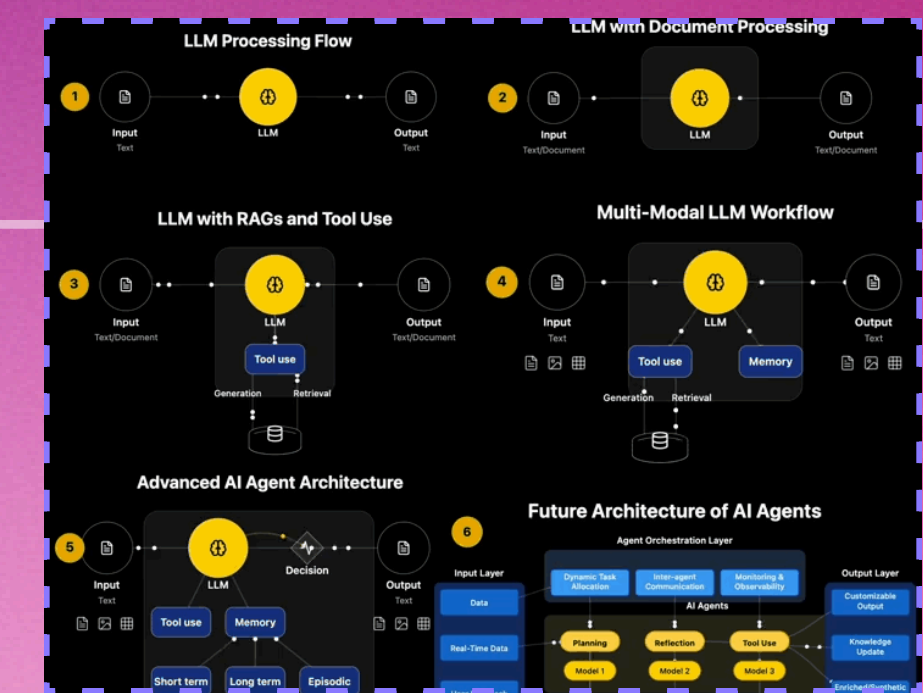 LLM Processing Flow
1
Input
Text
LLM
Output
Text
LLM with Document Processing
2
Input
Text/Document
LLM
Output
Text/Document
LLM with RAGs and Tool Use
3
Input
Text/Document
LLM
Tool use
Generation
Retrieval
Output
Text/Document
Multi-Modal LLM Workflow
4
Input
Text
LLM
Tool use
Memory
Generation
Retrieval
Output
Text
Advanced AI Agent Architecture
5
Input
Text
LLM
Decision
Tool use
Memory
Short term
Long term
Episodic
Output
Text
Future Architecture of AI Agents
6
Input Layer
Data
Real-Time Data
Agent Orchestration Layer
Dynamic Task
Allocation
Inter-agent
Communication
Monitoring &
Observability
AI Agents
Planning
Reflection
Tool Use
Model 1
Model 2
Model 3
Output Layer
Customizable
Output
Knowledge
Update
Enriched/Synthetic